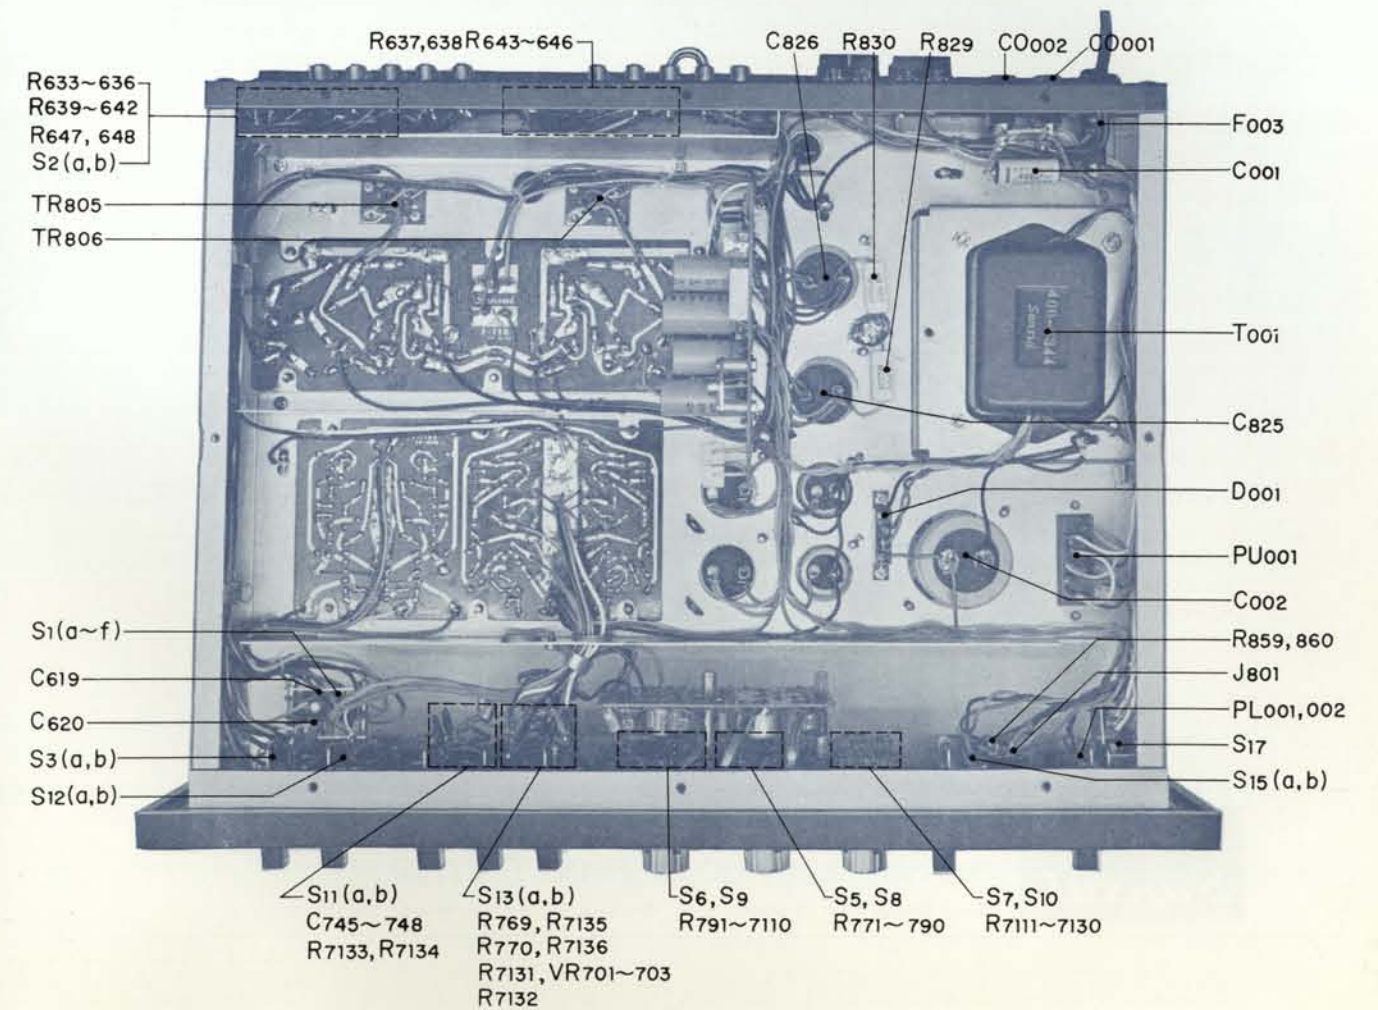 R637,638 R643~646
C826
R830
R829
CO002
CO001
R633~636
R639~642
R647, 648
S2(a,b)
TR805
TR806
F003
C001
T001
C825
D001
PU001
C002
R859, 860
J801
PL001, 002
S17
S15(a,b)
S1(a~f)
C619
C620
S3(a,b)
S12(a,b)
S11(a,b)
C745~748
R7133, R7134
S13(a,b)
R769, R7135
R770, R7136
R7131, VR701~703
R7132
S6, S9
R791~7110
S5, S8
R771~790
S7, S10
R7111~7130